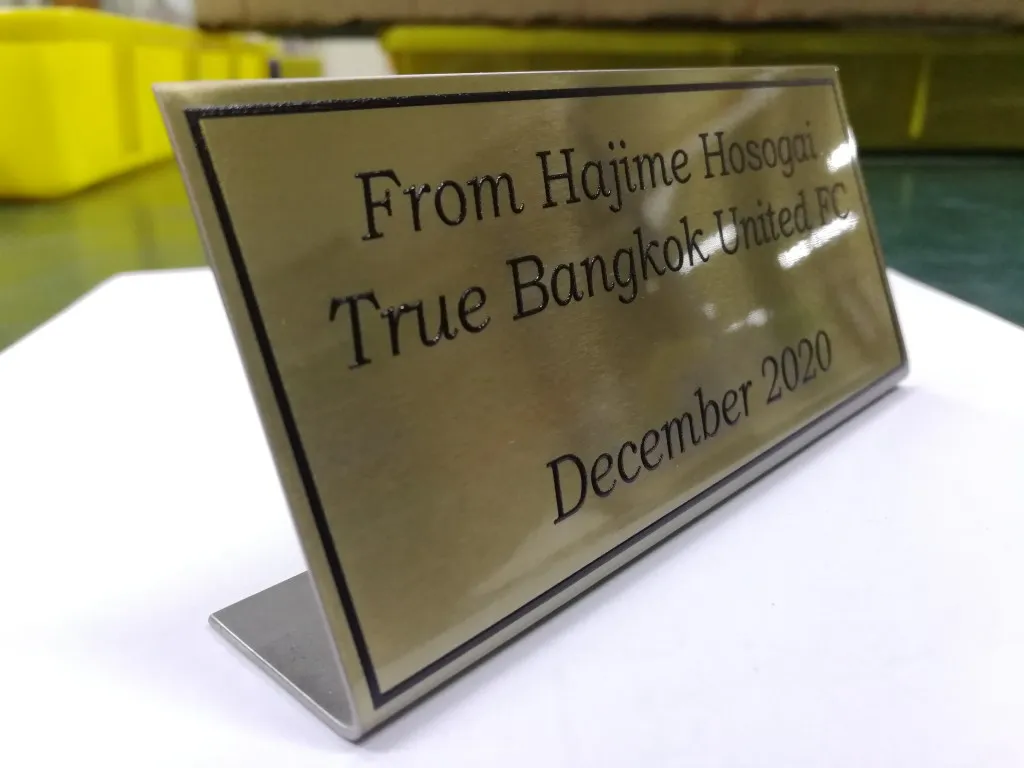 From Hajime Hosogai
True Bangkok United FC
December 2020